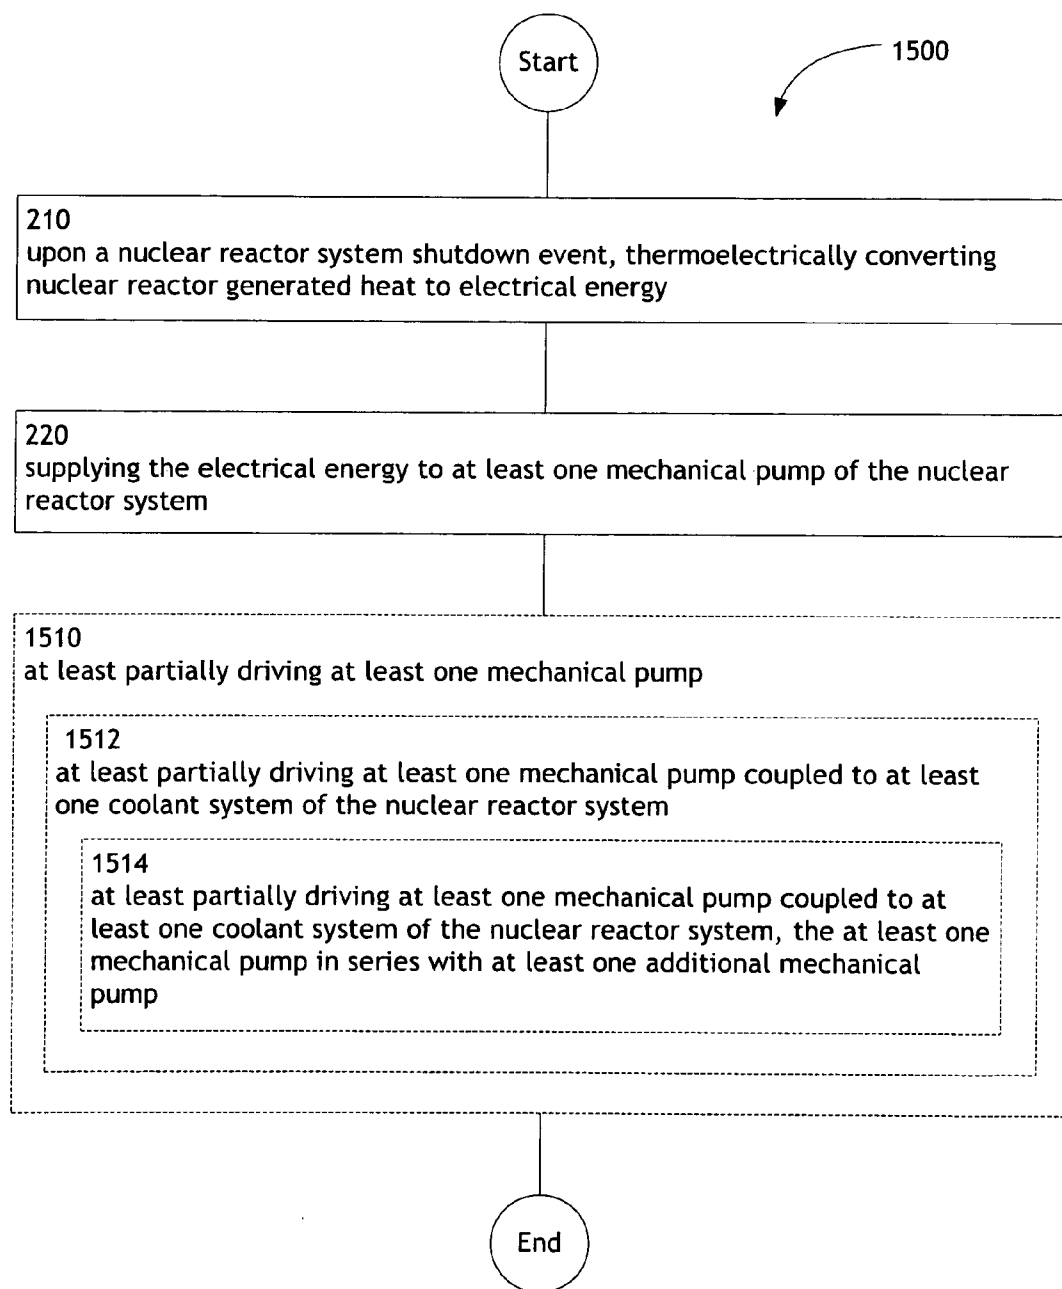 Start
1500
210
upon a nuclear reactor system shutdown event, thermoelectrically converting
nuclear reactor generated heat to electrical energy
220
supplying the electrical energy to at least one mechanical pump of the nuclear
reactor system
1510
at least partially driving at least one mechanical pump
1512
at least partially driving at least one mechanical pump coupled to at least
one coolant system of the nuclear reactor system
1514
at least partially driving at least one mechanical pump coupled to at
least one coolant system of the nuclear reactor system, the at least one
mechanical pump in series with at least one additional mechanical
pump
End